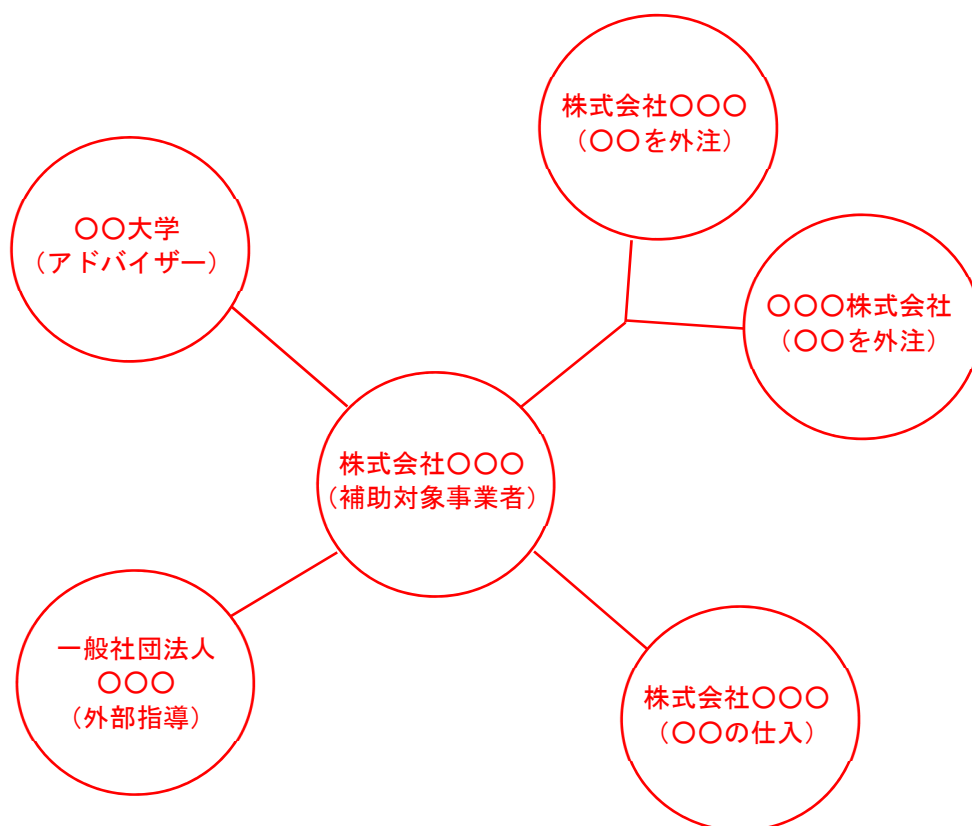 株式会社〇〇〇
（〇〇を外注）
〇〇大学
（アドバイザー）
〇〇〇株式会社
（〇〇を外注）
株式会社〇〇〇
（補助対象事業者）
一般社団法人
〇〇〇
（外部指導）
株式会社〇〇〇
（〇〇の仕入）